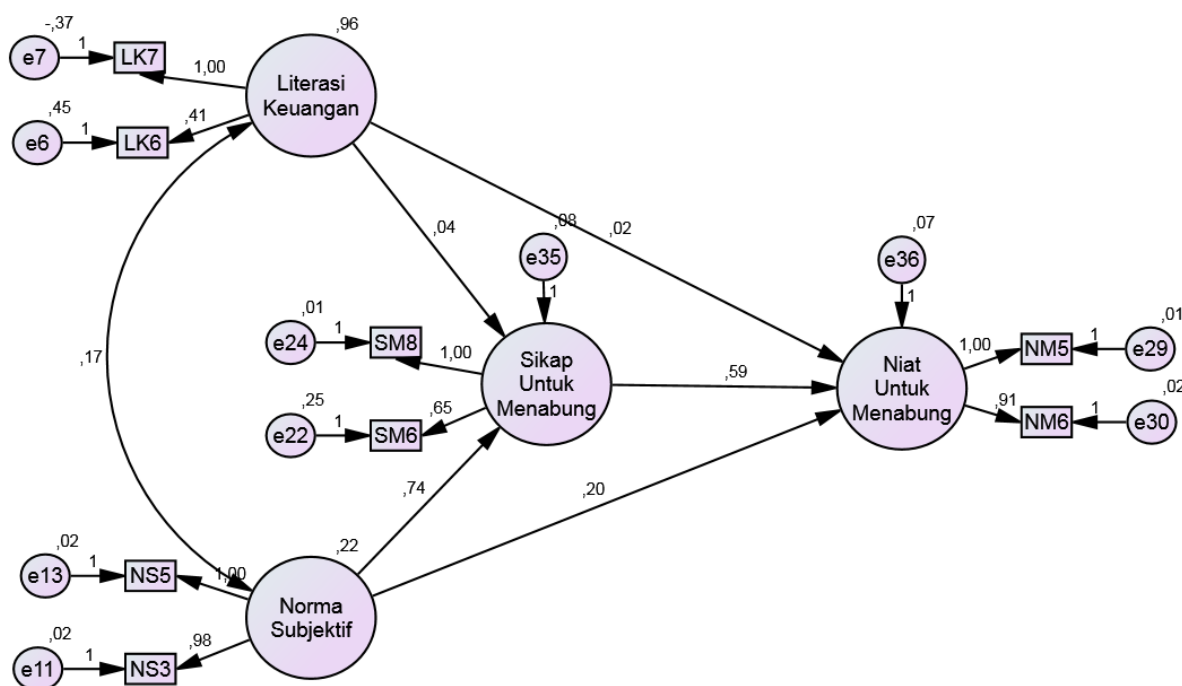 -,37
e7
1
LK7
1,00
,96
Literasi
Keuangan
,45
e6
1
LK6
,41
,04
,02
,08
e35
1
,07
e36
1
,17
,01
e24
1
SM8
1,00
Sikap
Untuk
Menabung
,25
e22
1
SM6
,65
,59
Niat
Untuk
Menabung
1,00
NM5
1
,01
e29
,91
NM6
1
,02
e30
,74
,20
,02
e13
1
NS5
1,00
,22
Norma
Subjektif
,02
e11
1
NS3
,98